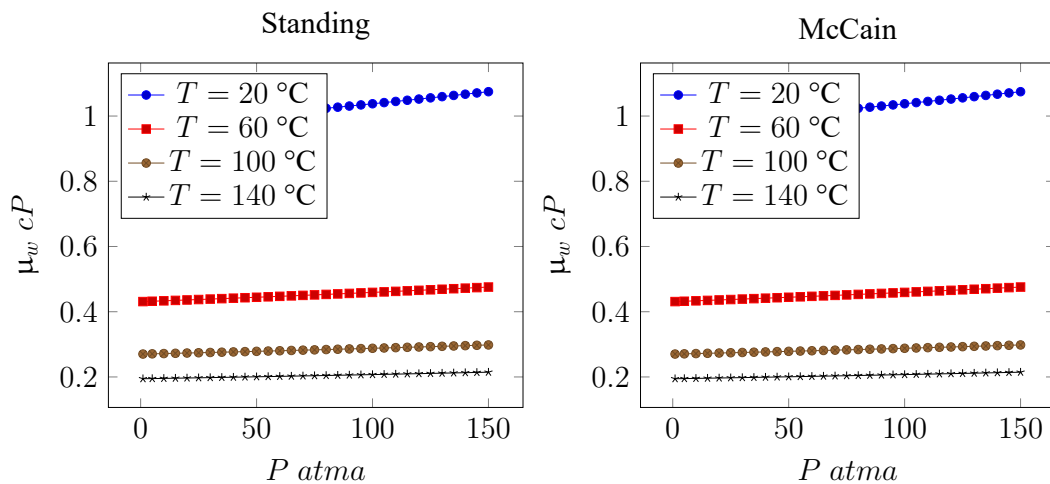 Standing
T = 20 °C
T = 60 °C
T = 100 °C
T = 140 °C
1
0.8
0.6
0.4
0.2
μw cP
0 50 100 150
P atma
McCain
T = 20 °C
T = 60 °C
T = 100 °C
T = 140 °C
1
0.8
0.6
0.4
0.2
μw cP
0 50 100 150
P atma